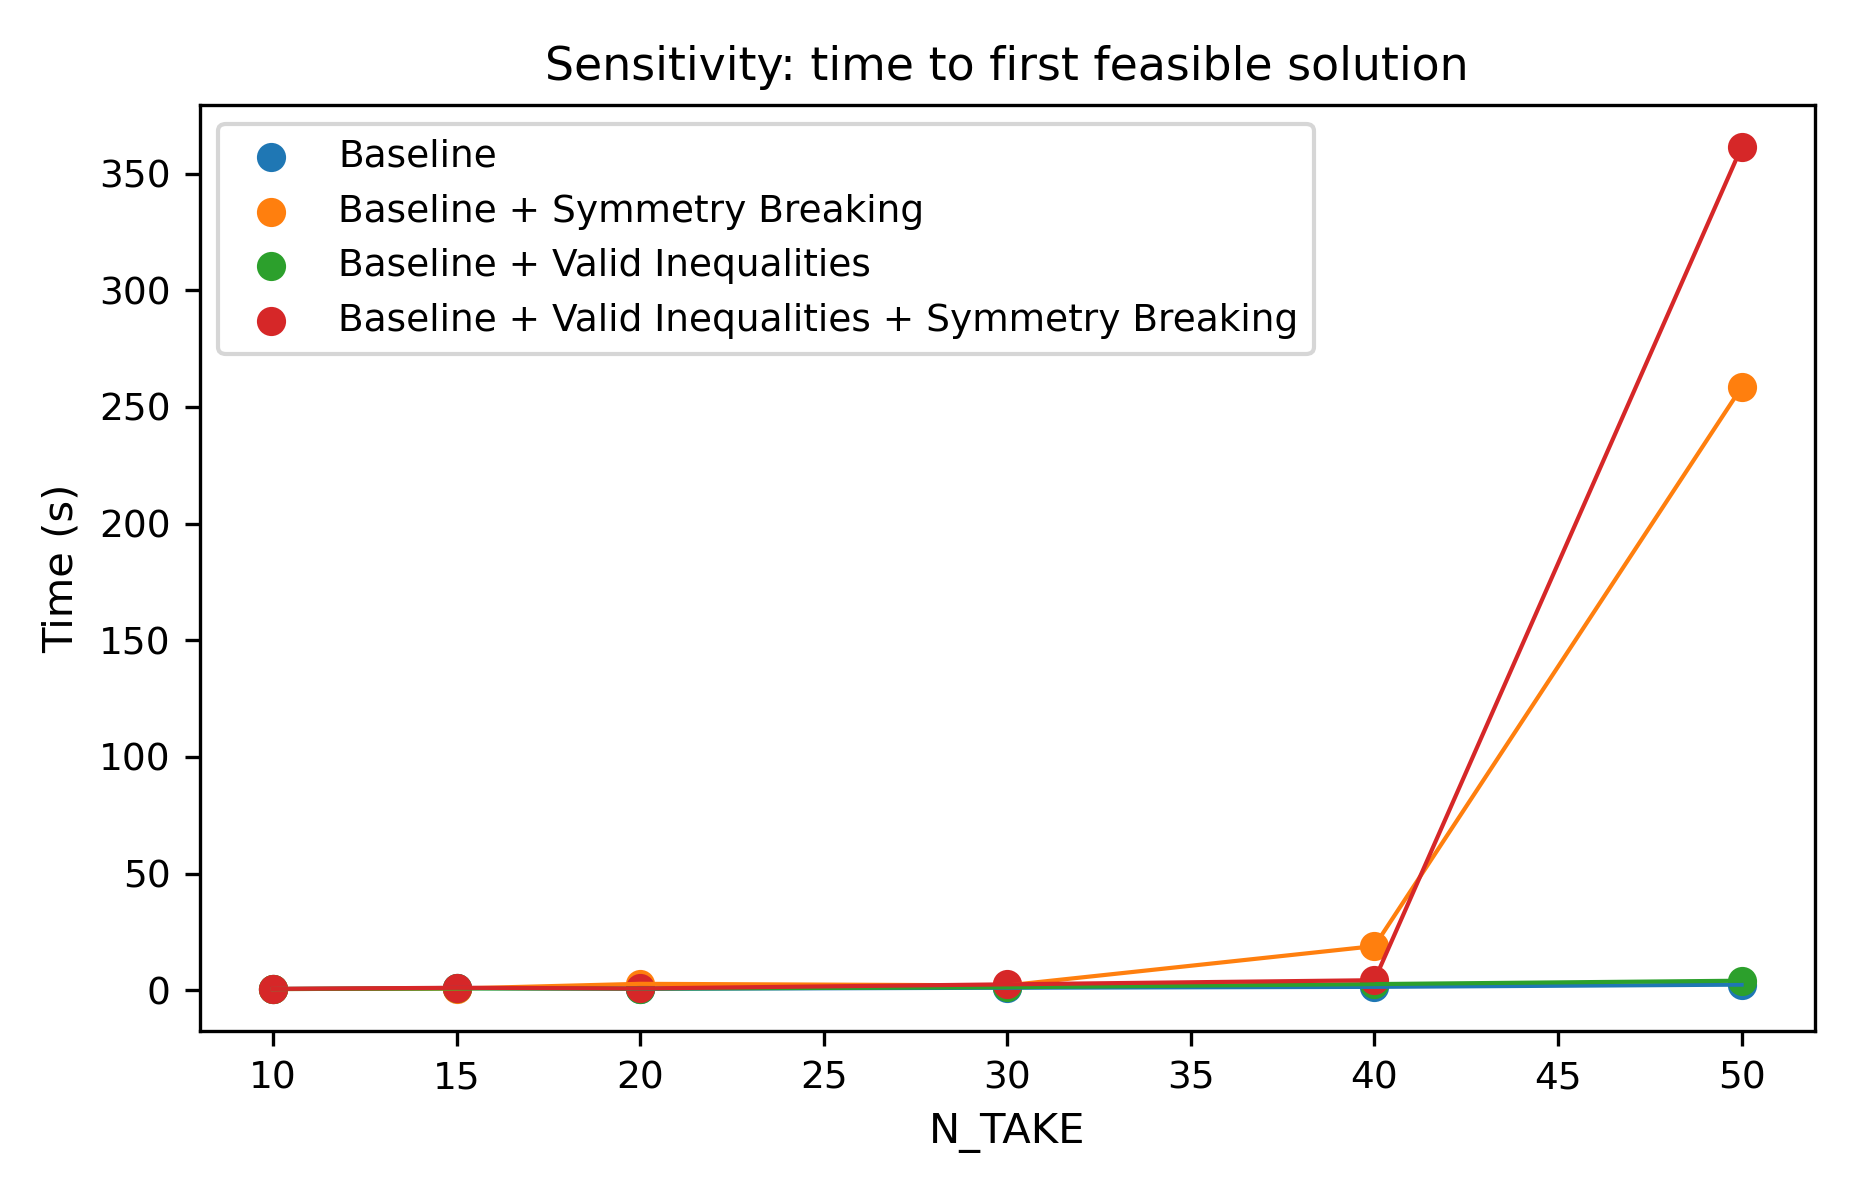 Sensitivity: time to first feasible solution
Baseline
Baseline + Symmetry Breaking
Baseline + Valid Inequalities
Baseline + Valid Inequalities + Symmetry Breaking
350
300
250
200
150
100
50
0
Time (s)
10 15 20 25 30 35 40 45 50
N_TAKE